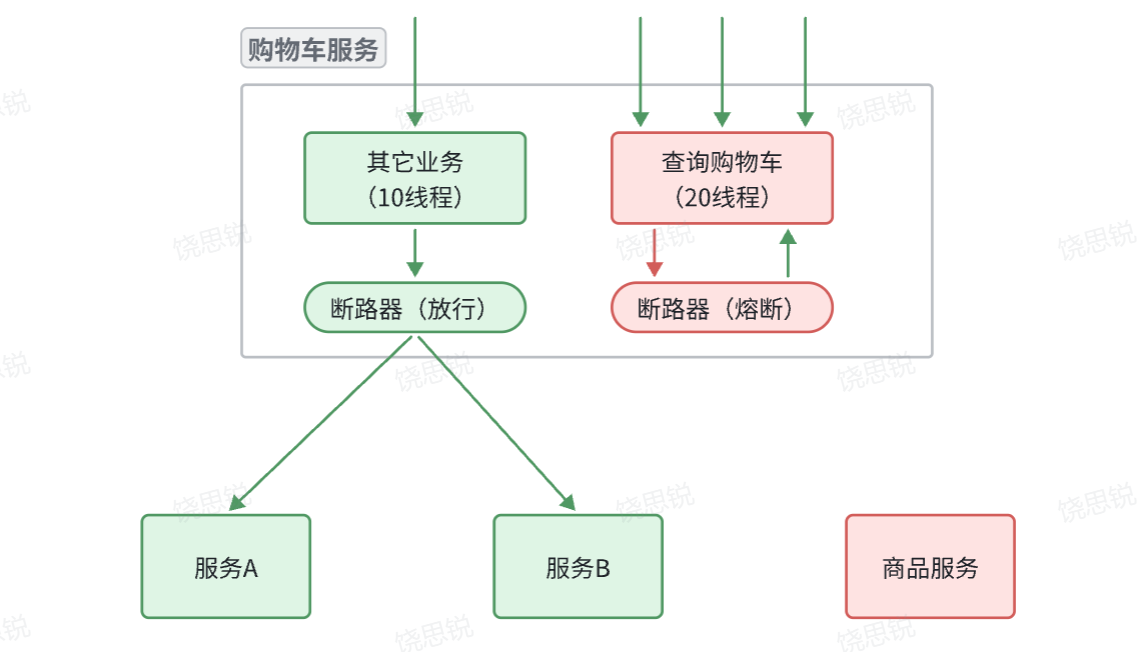 购物车服务
其它业务
（10线程）
查询购物车
（20线程）
断路器（放行）
断路器（熔断）
服务A
服务B
商品服务
饶思锐
饶思锐
思锐
饶思锐
饶思锐
饶思锐
饶思锐
饶思锐
思锐
饶思锐
饶思锐
饶思锐
饶思锐
饶思锐
思锐